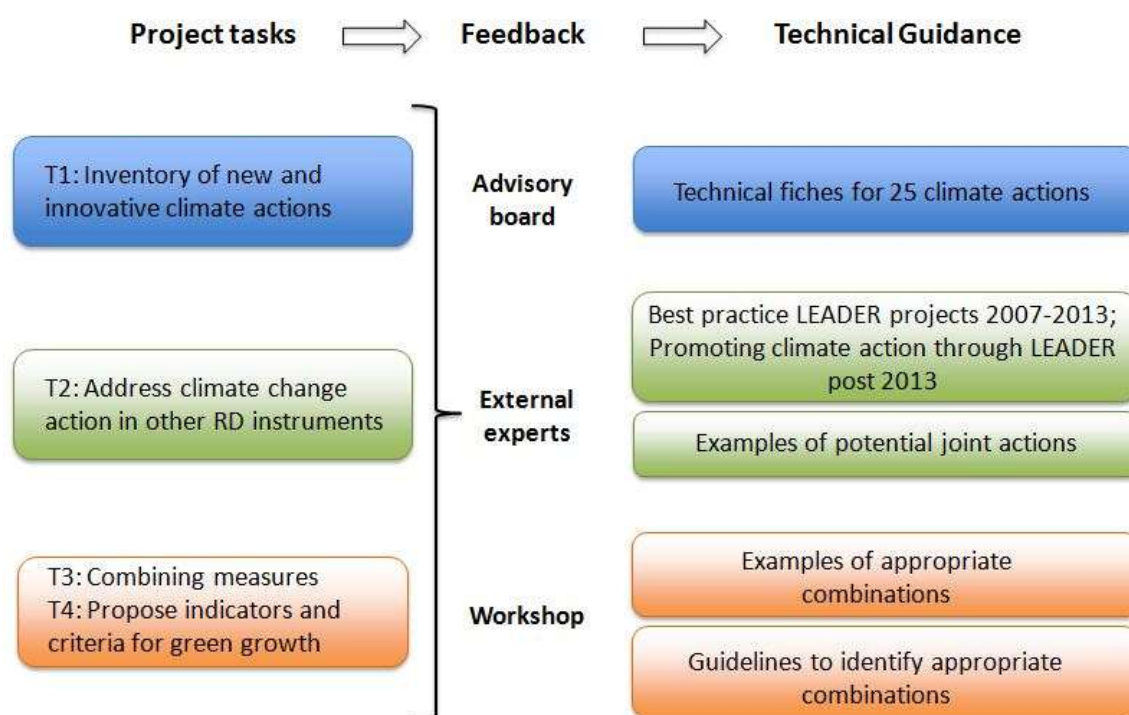 Project tasks
Feedback
Technical Guidance
T1: Inventory of new and
innovative climate actions
Advisory
board
Technical fiches for 25 climate actions
T2: Address climate change
action in other RD instruments
External
experts
Best practice LEADER projects 2007-2013;
Promoting climate action through LEADER
post 2013
Examples of potential joint actions
T3: Combining measures
T4: Propose indicators and
criteria for green growth
Workshop
Examples of appropriate
combinations
Guidelines to identify appropriate
combinations